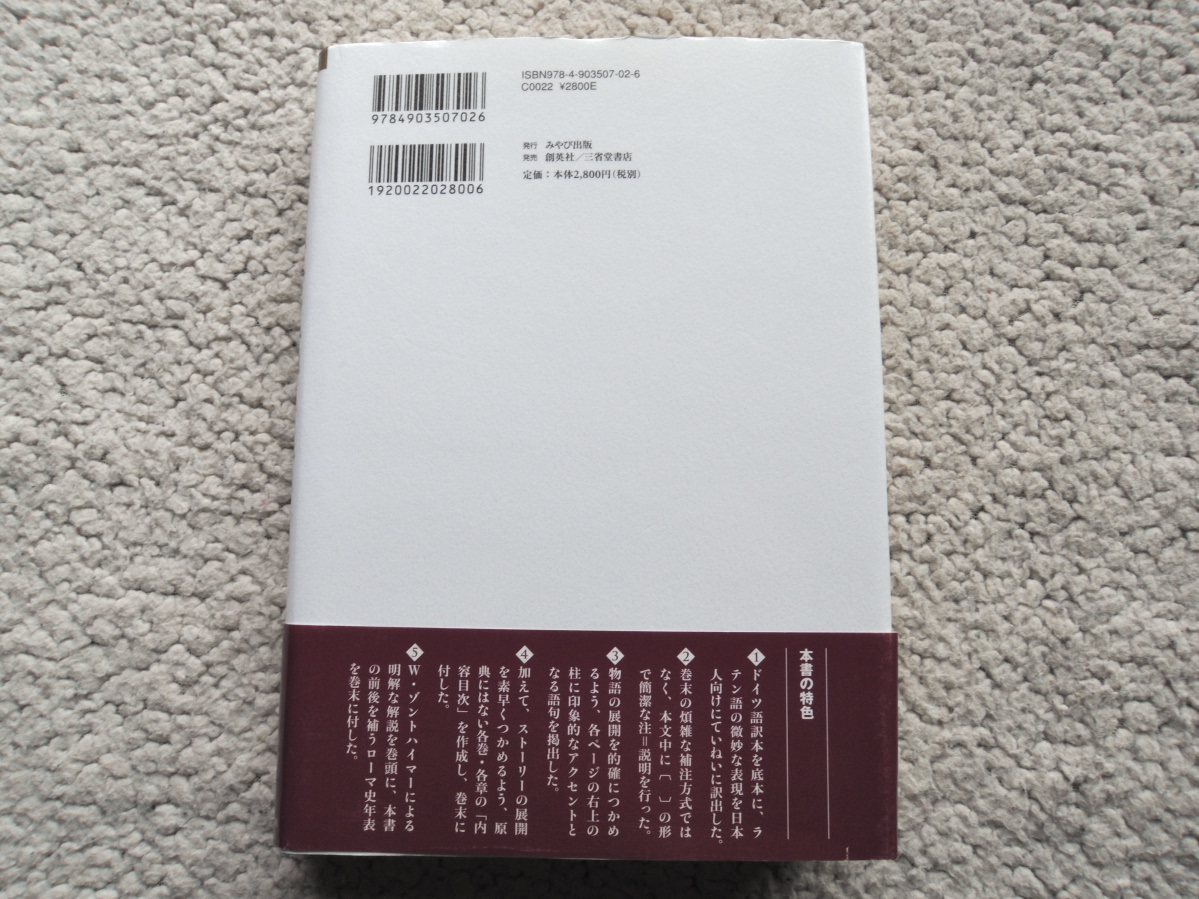 ISBN978-4-903507-02-6
C0022 ¥2800E
9784903507026
発行 みやび出版
発売 創英社／三省堂書店
定価：本体2,800円（税別）
1920022028006
本書の特色
1 ドイツ語訳本を底本に、ラ
テン語の微妙な表現を日本
人向けにていねいに訳出した。
2 巻末の煩雑な補注方式では
なく、本文中に〔 〕の形
で簡潔な注＝説明を行った。
3 物語の展開を的確につかめ
るよう、各ページの右上の
柱に印象的なアクセントと
なる語句を掲出した。
4 加えて、ストーリーの展開
を素早くつかめるよう、原
典にはない各巻・各章の「内
容目次」を作成し、巻末に
付した。
5 W・ゾントハイマーによる
明解な解説を巻頭に、本書
の前後を補うローマ史年表
を巻末に付した。